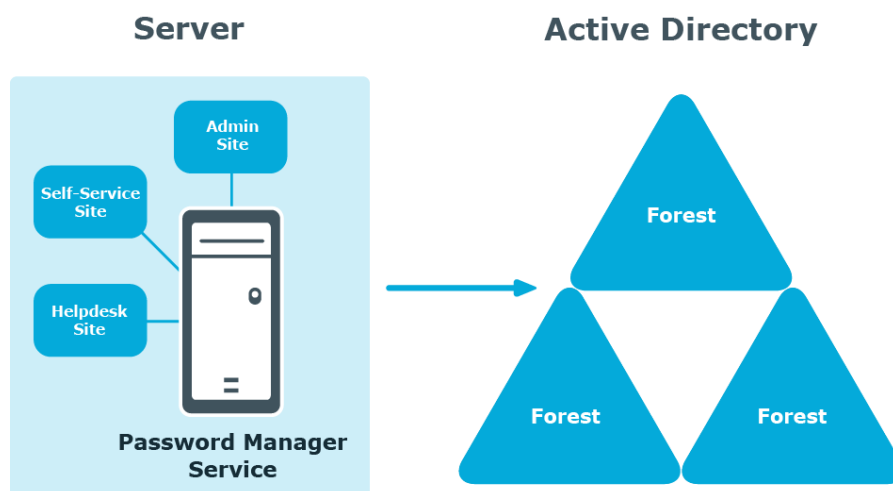 Server
Active Directory
Admin
Site
Self-Service
Site
Helpdesk
Site
Password Manager
Service
Forest
Forest
Forest